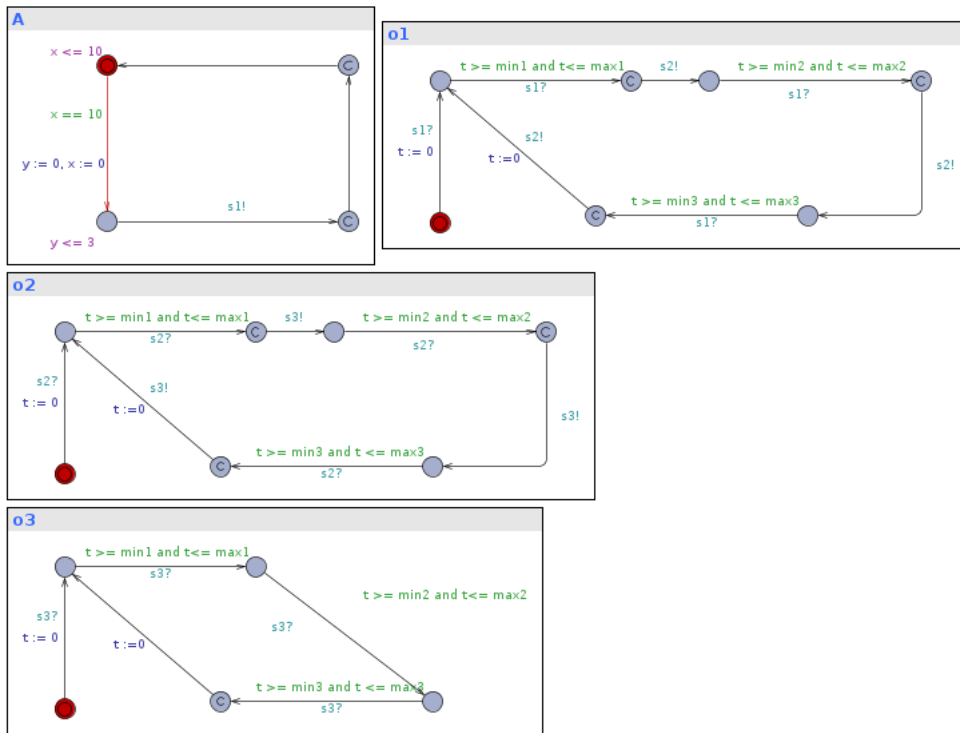 A
x <= 10
x == 10
y := 0, x := 0
s1!
y <= 3
C
C
o1
t >= min1 and t<= max1
s1?
s2!
t >= min2 and t <= max2
s1?
C
C
s1?
t := 0
s2!
t :=0
s2!
t >= min3 and t <= max3
s1?
C
o2
t >= min1 and t<= max1
s2?
s3!
t >= min2 and t <= max2
s2?
C
C
s2?
t := 0
s3!
t :=0
s3!
t >= min3 and t <= max3
s2?
C
o3
t >= min1 and t<= max1
s3?
t >= min2 and t<= max2
s3?
t := 0
s3?
t :=0
t >= min3 and t <= max3
s3?
C